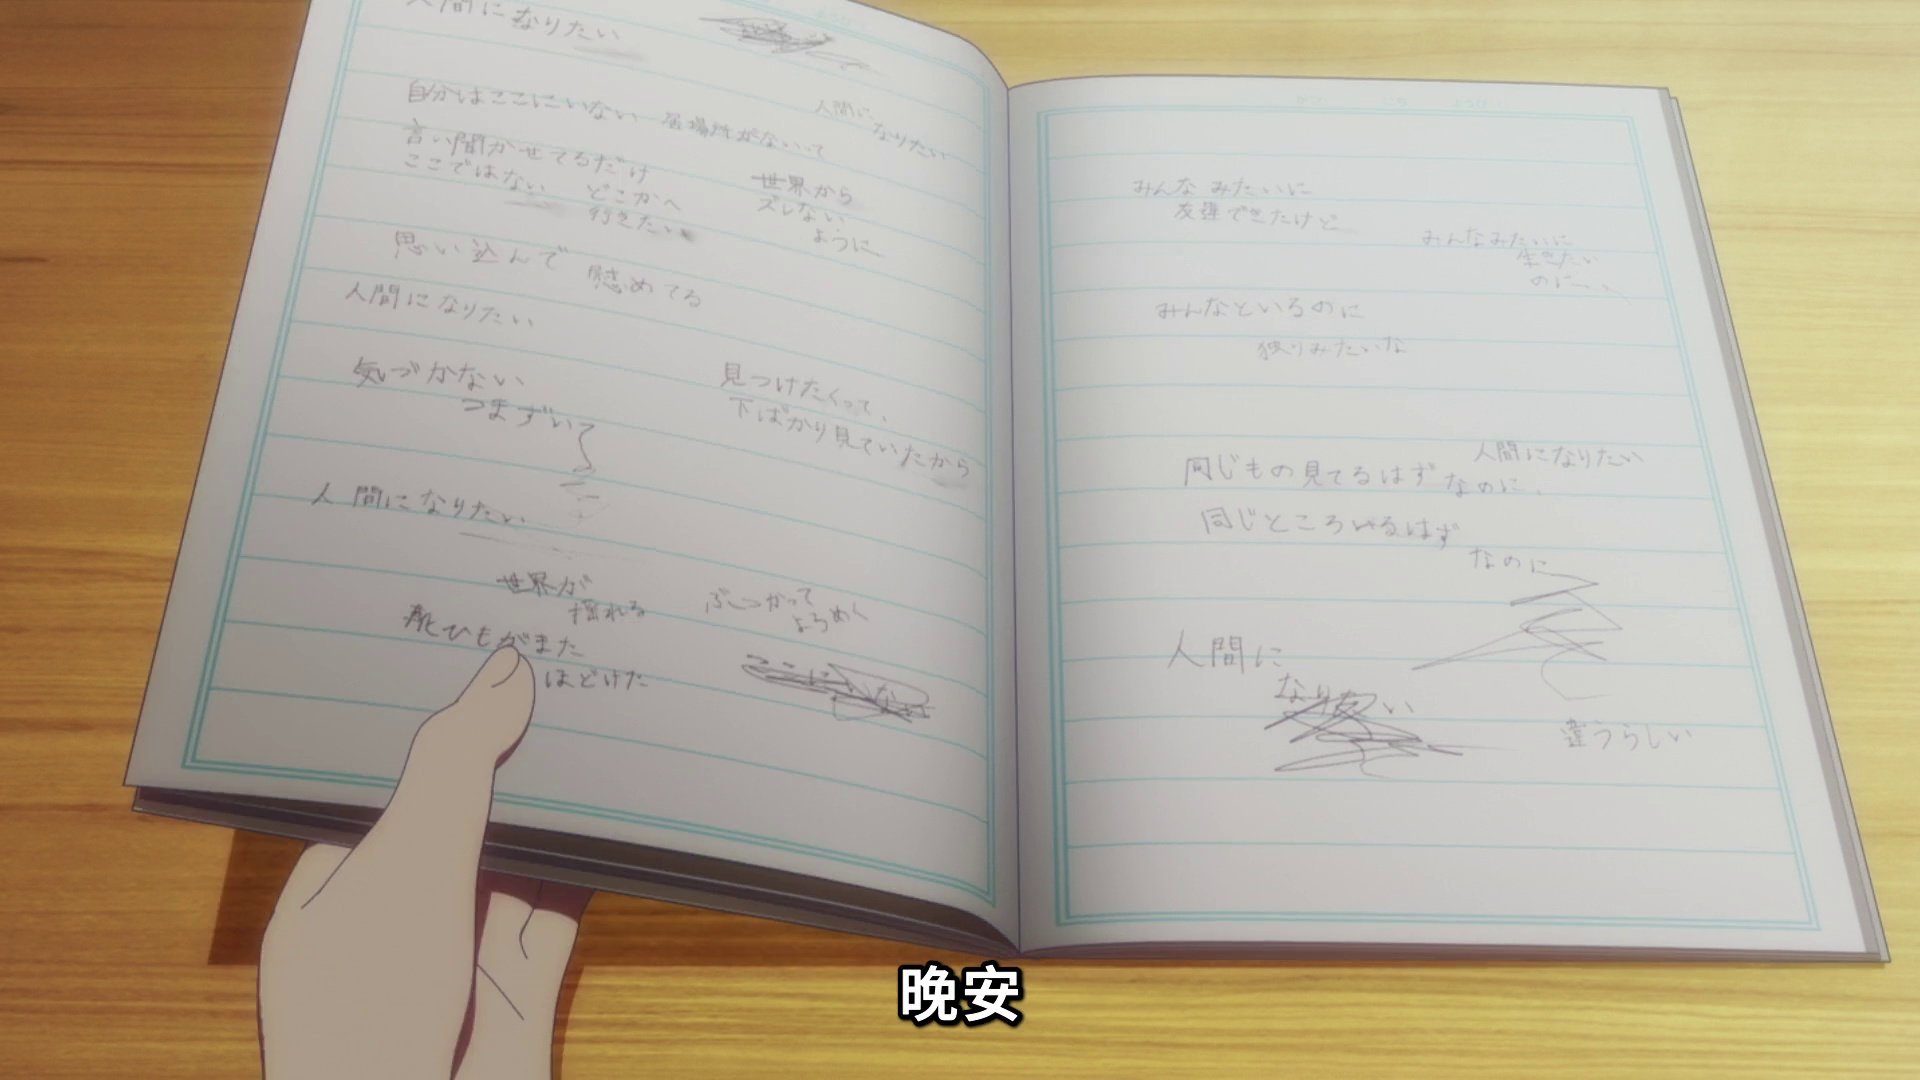 人間になりたい
自分はここにいない 居場所がないって
人間に
なりたい
言い聞かせてるだけ
ここではない どこかへ
行きたい
世界から
ズレない
ように
思い込んで 慰めてる
人間になりたい
気づかない
つまずいて
見つけたくって、
下ばかり見ていたから
人間になりたい
世界が
揺れる
靴ひもがまた
ほどけた
ぶつかって
よろめく
ここにいない
みんなみたいに
友達できたけど
みんなみたいに
生きたい
のに
みんなといるのに
独りみたいな
人間になりたい
同じもの見てるはずなのに、
同じところいるはず
なのに
人間に
なりたい
違うらしい
晚安